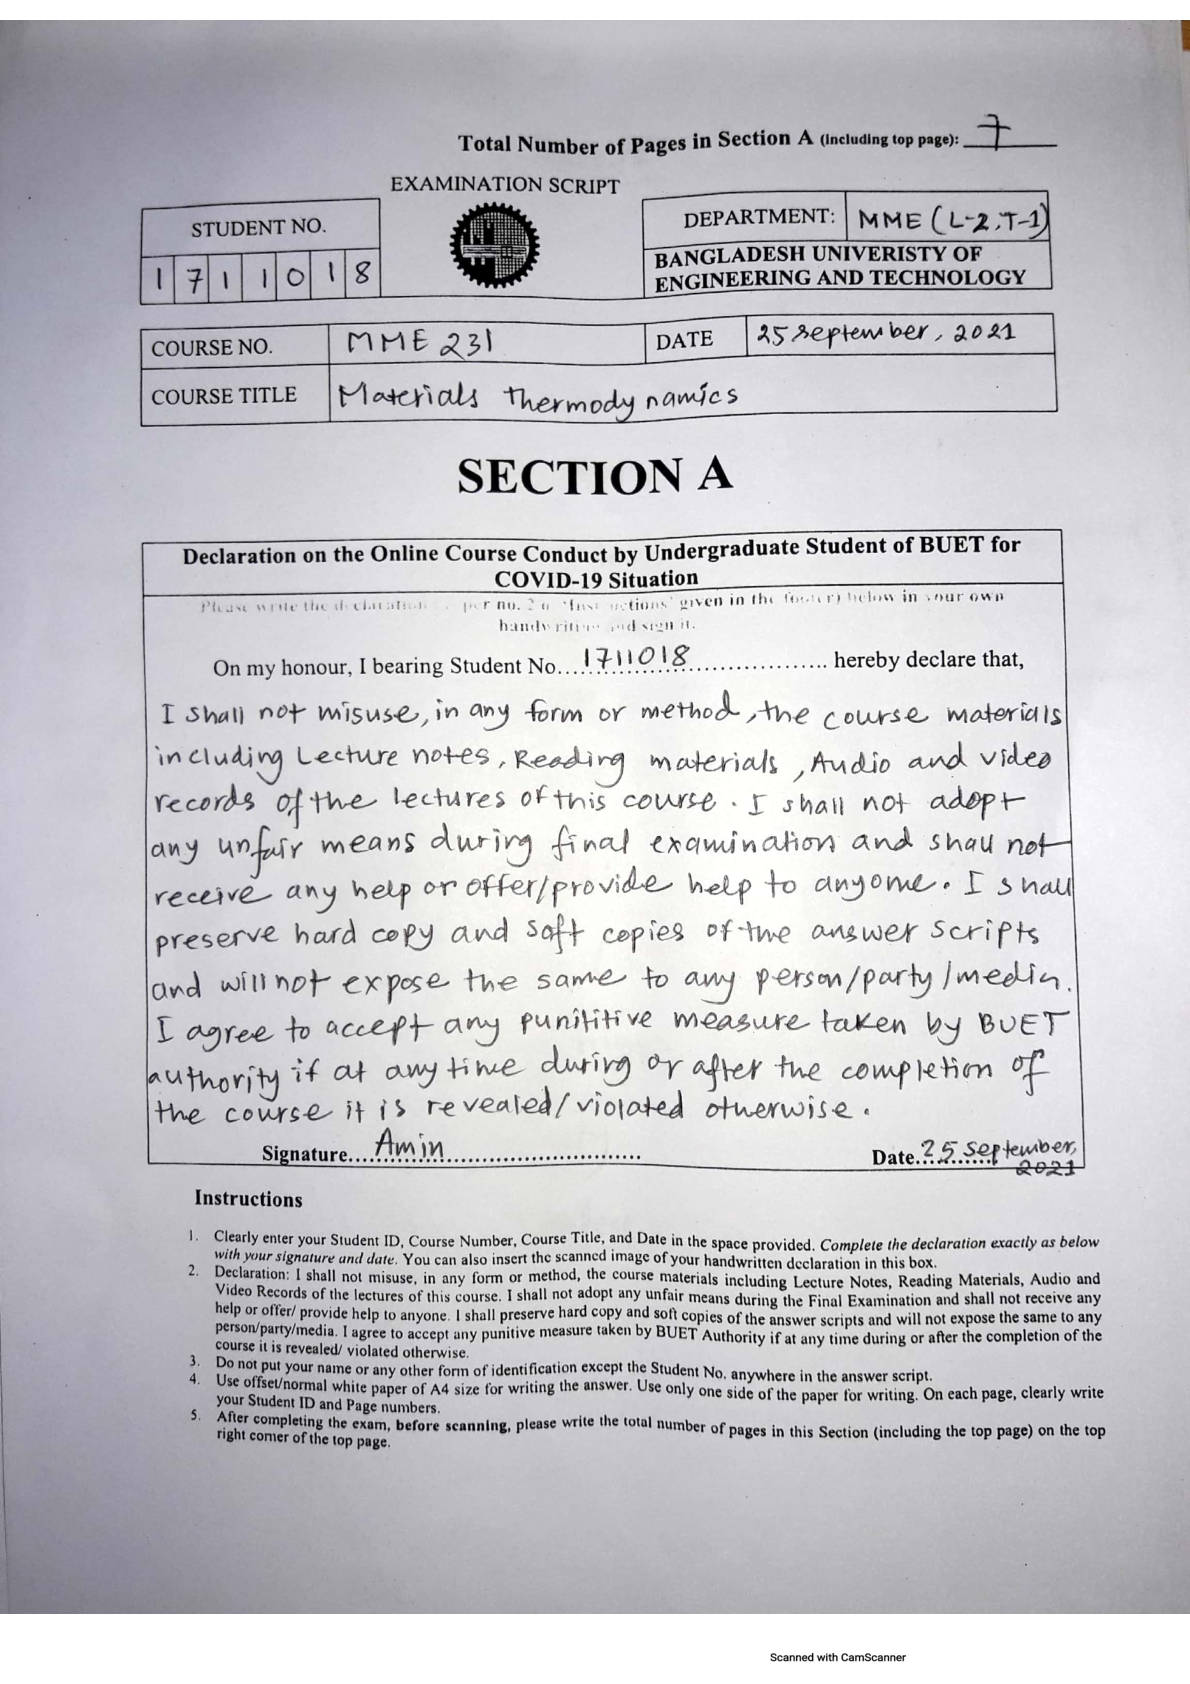 Total Number of Pages in Section A (including top page): 7
EXAMINATION SCRIPT
STUDENT NO.
1 7 1 1 0 1 8
DEPARTMENT: MME (L-2,T-1)
BANGLADESH UNIVERISTY OF
ENGINEERING AND TECHNOLOGY
COURSE NO. MME 231 DATE 25 September, 2021
COURSE TITLE Materials Thermodynamics
SECTION A
Declaration on the Online Course Conduct by Undergraduate Student of BUET for
COVID-19 Situation
Please write the declaration per no. 2 given in the footer) below in your own
handwriting and sign it.
On my honour, I bearing Student No....1711018........................ hereby declare that,
I shall not misuse, in any form or method, the course materials
including Lecture notes, Reading materials, Audio and video
records of the lectures of this course. I shall not adopt
any unfair means during final examination and shall not
receive any help or offer/provide help to anyone. I shall
preserve hard copy and soft copies of the answer scripts
and will not expose the same to any person/party/media.
I agree to accept any punititive measure taken by BUET
authority if at any time during or after the completion of
the course it is revealed/violated otherwise.
Signature....Amin.................................. Date..25 September,
2021
Instructions
1. Clearly enter your Student ID, Course Number, Course Title, and Date in the space provided. Complete the declaration exactly as below
with your signature and date. You can also insert the scanned image of your handwritten declaration in this box.
2. Declaration: I shall not misuse, in any form or method, the course materials including Lecture Notes, Reading Materials, Audio and
Video Records of the lectures of this course. I shall not adopt any unfair means during the Final Examination and shall not receive any
help or offer/ provide help to anyone. I shall preserve hard copy and soft copies of the answer scripts and will not expose the same to any
person/party/media. I agree to accept any punitive measure taken by BUET Authority if at any time during or after the completion of the
course it is revealed/ violated otherwise.
3. Do not put your name or any other form of identification except the Student No. anywhere in the answer script.
4. Use offset/normal white paper of A4 size for writing the answer. Use only one side of the paper for writing. On each page, clearly write
your Student ID and Page numbers.
5. After completing the exam, before scanning, please write the total number of pages in this Section (including the top page) on the top
right corner of the top page.
Scanned with CamScanner